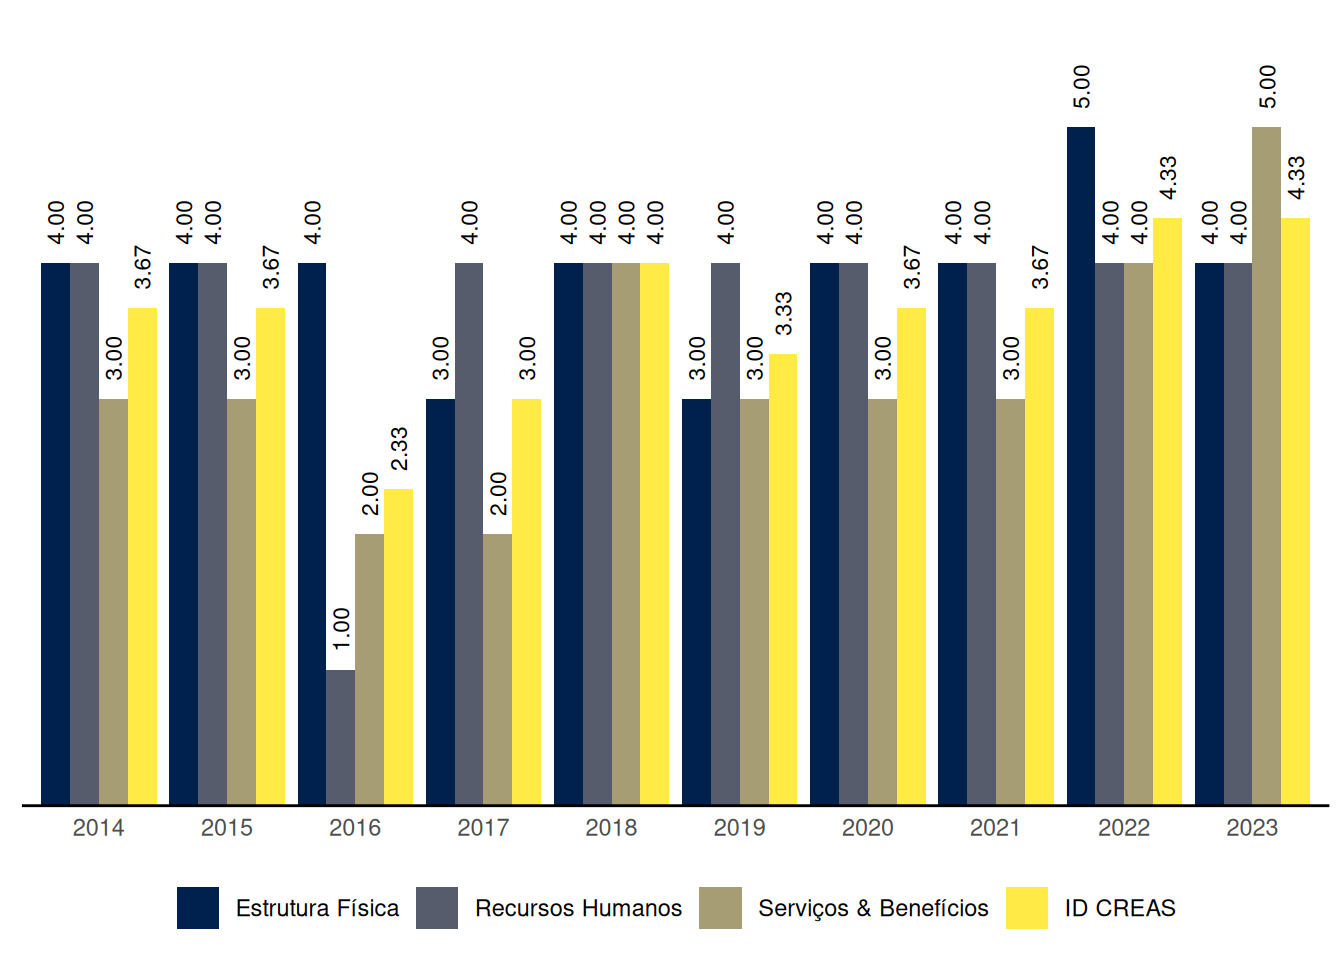 4.00 4.00 3.00 3.67
4.00 4.00 3.00 3.67
4.00 1.00 2.00 2.33
3.00 4.00 2.00 3.00
4.00 4.00 4.00 4.00
3.00 4.00 3.00 3.33
4.00 4.00 3.00 3.67
4.00 4.00 3.00 3.67
5.00 4.00 4.00 4.33
4.00 4.00 5.00 4.33
2014 2015 2016 2017 2018 2019 2020 2021 2022 2023
Estrutura Física Recursos Humanos Serviços & Benefícios ID CREAS